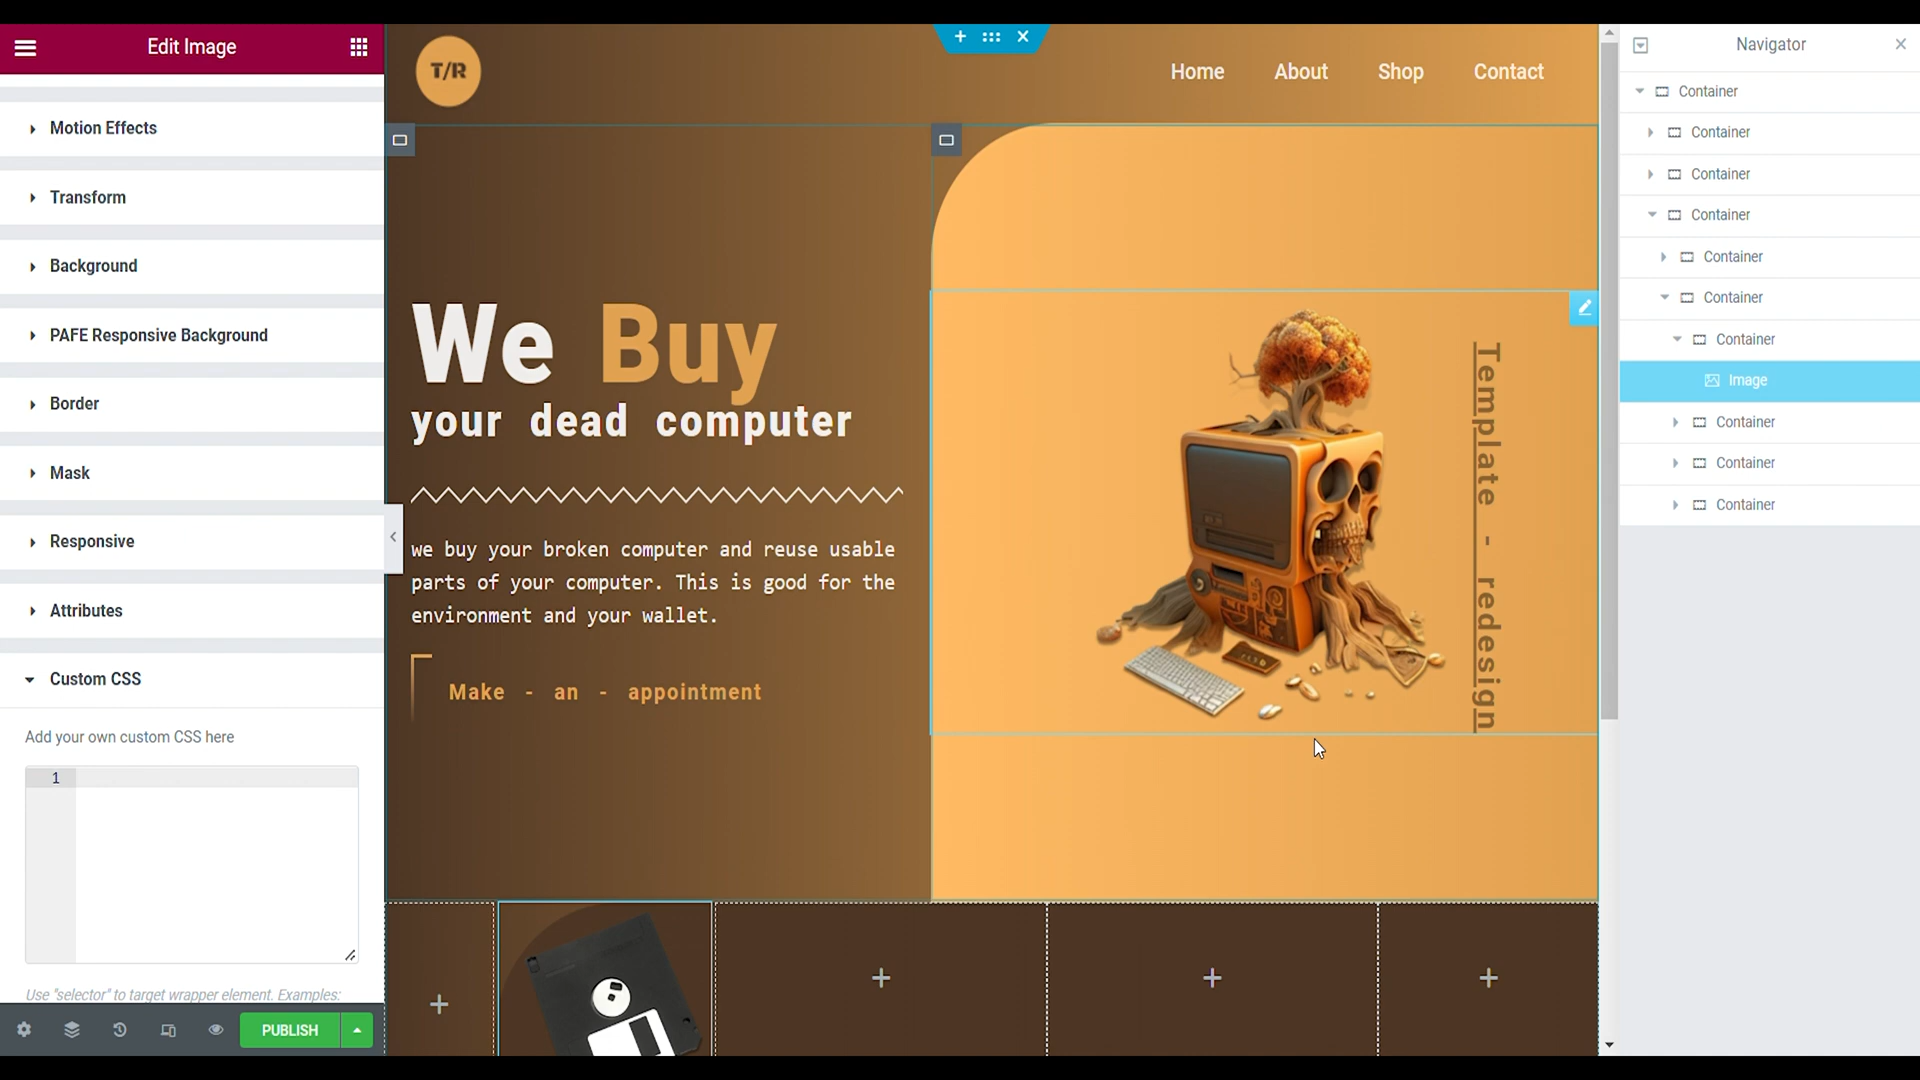 Edit Image
Motion Effects
Transform
Background
PAFE Responsive Background
Border
Mask
Responsive
Attributes
Custom CSS
Add your own custom CSS here
1
Use "selector" to target wrapper element. Examples:
PUBLISH
T/R
Home
About
Shop
Contact
We Buy
your dead computer
we buy your broken computer and reuse usable
parts of your computer. This is good for the
environment and your wallet.
Make - an - appointment
Template - redesign
Navigator
Container
Container
Container
Container
Container
Container
Container
Image
Container
Container
Container